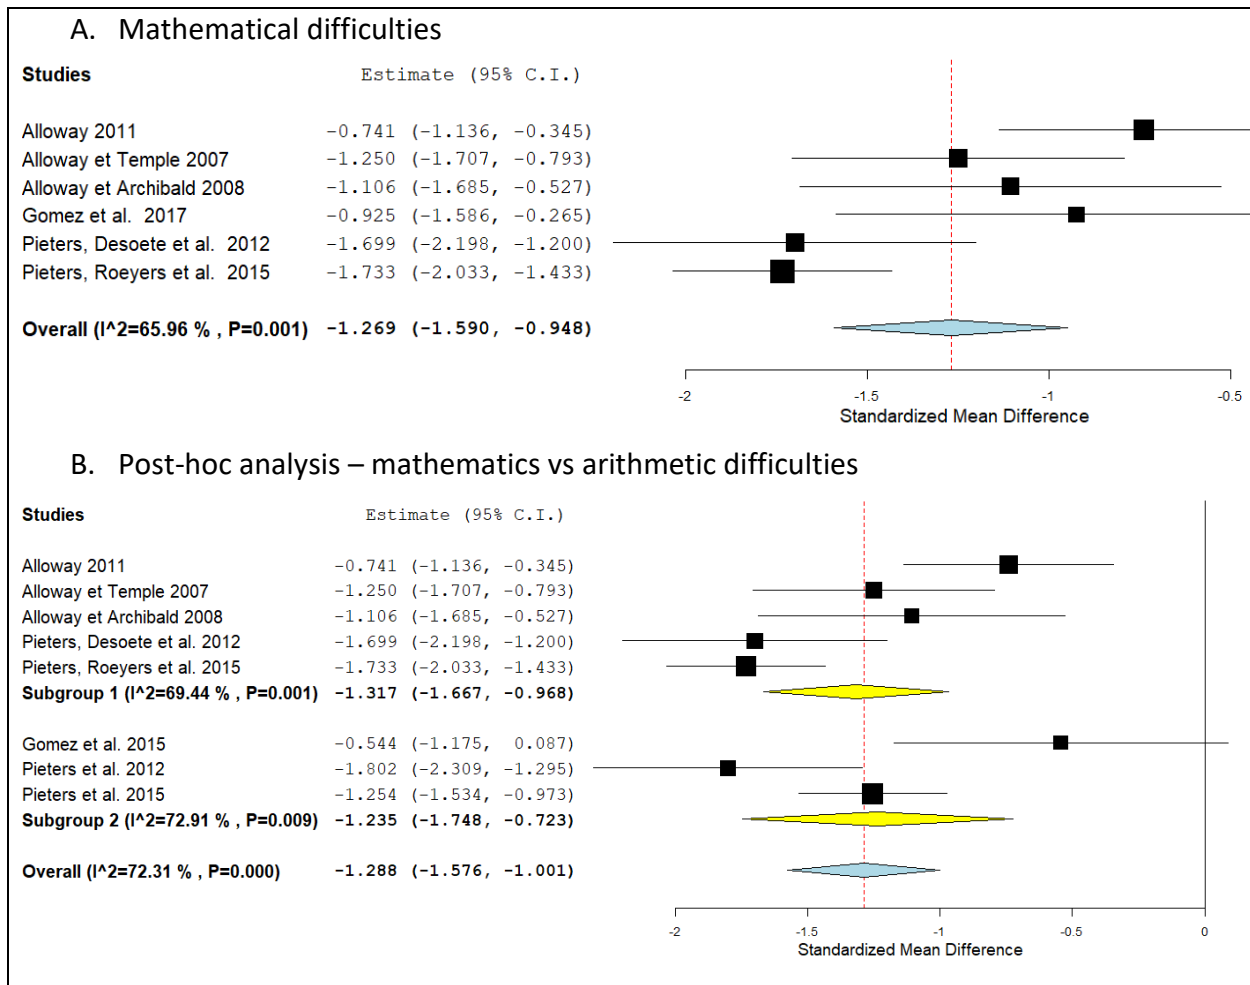 A. Mathematical difficulties
Studies Estimate (95% C.I.)
Alloway 2011 -0.741 (-1.136, -0.345)
Alloway et Temple 2007 -1.250 (-1.707, -0.793)
Alloway et Archibald 2008 -1.106 (-1.685, -0.527)
Gomez et al. 2017 -0.925 (-1.586, -0.265)
Pieters, Desoete et al. 2012 -1.699 (-2.198, -1.200)
Pieters, Roeyers et al. 2015 -1.733 (-2.033, -1.433)
Overall (I^2=65.96 % , P=0.001) -1.269 (-1.590, -0.948)
-2 -1.5 -1 -0.5
Standardized Mean Difference
B. Post-hoc analysis – mathematics vs arithmetic difficulties
Studies Estimate (95% C.I.)
Alloway 2011 -0.741 (-1.136, -0.345)
Alloway et Temple 2007 -1.250 (-1.707, -0.793)
Alloway et Archibald 2008 -1.106 (-1.685, -0.527)
Pieters, Desoete et al. 2012 -1.699 (-2.198, -1.200)
Pieters, Roeyers et al. 2015 -1.733 (-2.033, -1.433)
Subgroup 1 (I^2=69.44 % , P=0.001) -1.317 (-1.667, -0.968)
Gomez et al. 2015 -0.544 (-1.175, 0.087)
Pieters et al. 2012 -1.802 (-2.309, -1.295)
Pieters et al. 2015 -1.254 (-1.534, -0.973)
Subgroup 2 (I^2=72.91 % , P=0.009) -1.235 (-1.748, -0.723)
Overall (I^2=72.31 % , P=0.000) -1.288 (-1.576, -1.001)
-2 -1.5 -1 -0.5 0
Standardized Mean Difference